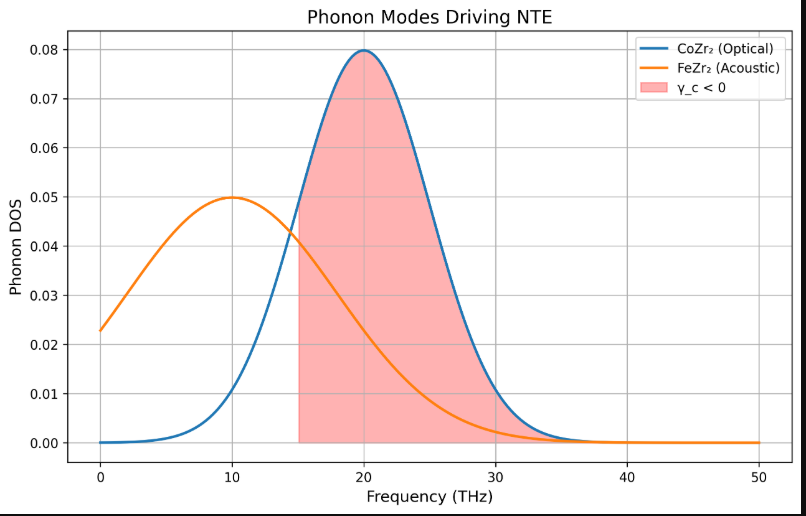 Phonon Modes Driving NTE
CoZr₂ (Optical)
FeZr₂ (Acoustic)
γ_c < 0
Phonon DOS
0.08
0.07
0.06
0.05
0.04
0.03
0.02
0.01
0.00
0 10 20 30 40 50
Frequency (THz)